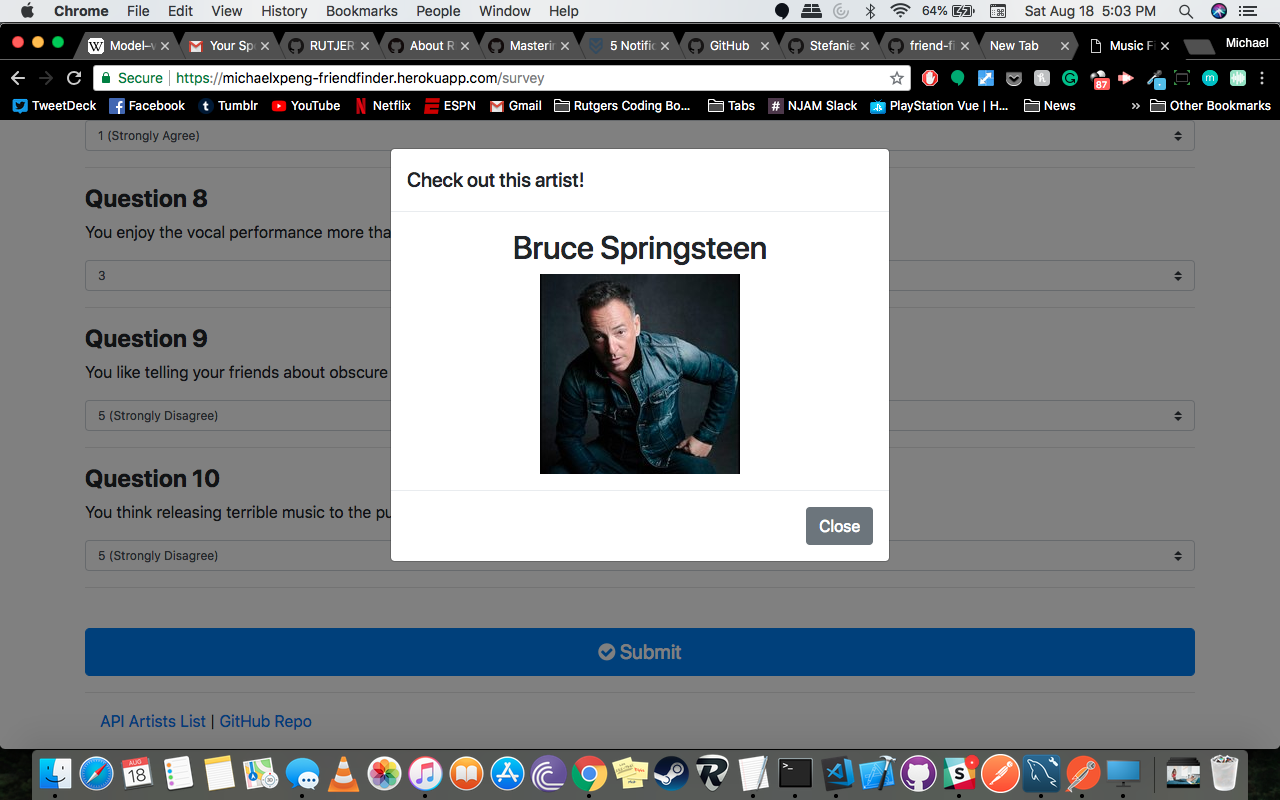 Chrome File Edit View History Bookmarks People Window Help 64% Sat Aug 18 5:03 PM
Model-v Your Sp RUTJER About R Masterin 5 Notific GitHub Stefanie friend-fi New Tab Music Fi Michael
Secure https://michaelxpeng-friendfinder.herokuapp.com/survey 87
TweetDeck Facebook Tumblr YouTube Netflix ESPN Gmail Rutgers Coding Bo... Tabs NJAM Slack PlayStation Vue | H... News » Other Bookmarks
1 (Strongly Agree)
Check out this artist!
Question 8
You enjoy the vocal performance more tha
Bruce Springsteen
3
Question 9
You like telling your friends about obscure
5 (Strongly Disagree)
Question 10
You think releasing terrible music to the pu
Close
5 (Strongly Disagree)
Submit
API Artists List | GitHub Repo
AUG
18